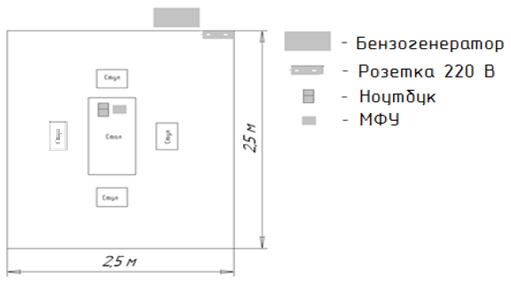 - Бензогенератор
- Розетка 220 В
- Ноутбук
- МФУ
Стул
Стол
Стул
Стул
Стул
2,5 м
2,5 м